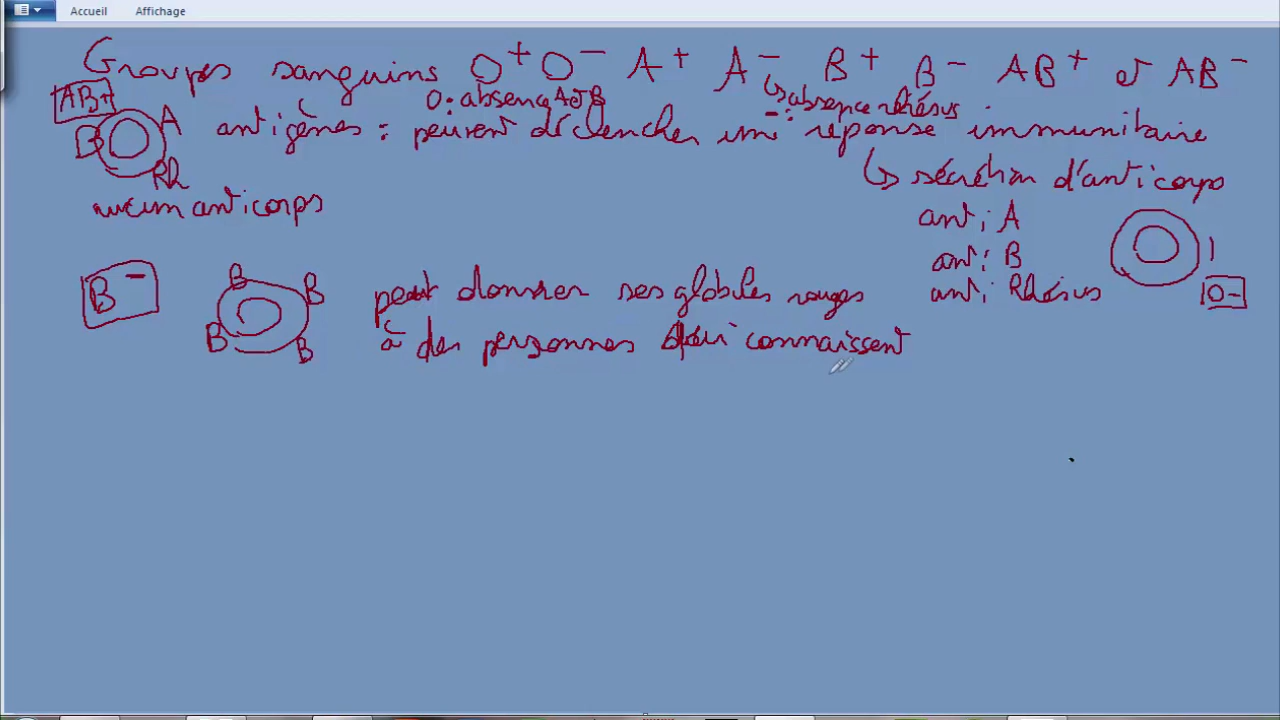 Accueil Affichage
Groupes sanguins O+ O- A+ A- B+ B- AB+ et AB-
AB+
O: absence A et B
↳ absence rhésus
-:
B A Rh
antigènes : peuvent déclencher une réponse immunitaire
↳ sécrétion d'anticorps
aucun anticorps
anti A
anti B
anti Rhésus
O-
B-
B B B B
peut donner ses globules rouges
à des personnes qui connaissent